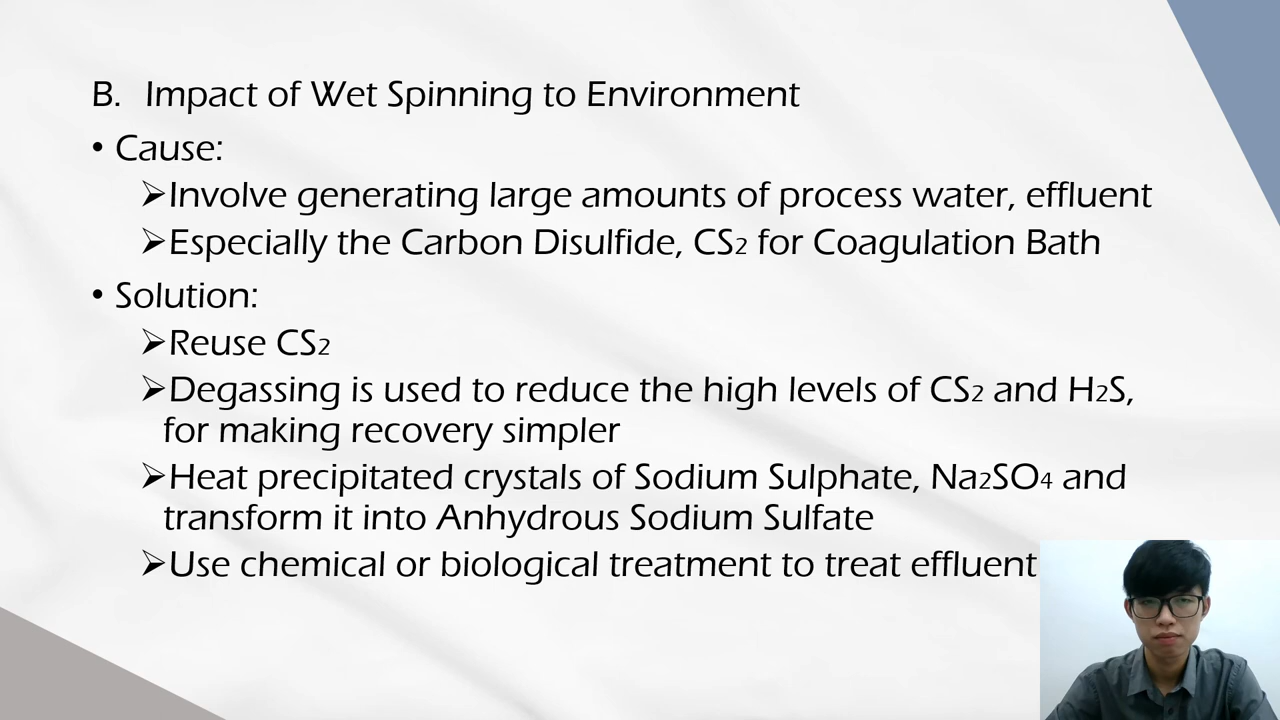 B. Impact of Wet Spinning to Environment
• Cause:
➢Involve generating large amounts of process water, effluent
➢Especially the Carbon Disulfide, CS₂ for Coagulation Bath
• Solution:
➢Reuse CS₂
➢Degassing is used to reduce the high levels of CS₂ and H₂S,
for making recovery simpler
➢Heat precipitated crystals of Sodium Sulphate, Na₂SO₄ and
transform it into Anhydrous Sodium Sulfate
➢Use chemical or biological treatment to treat effluent